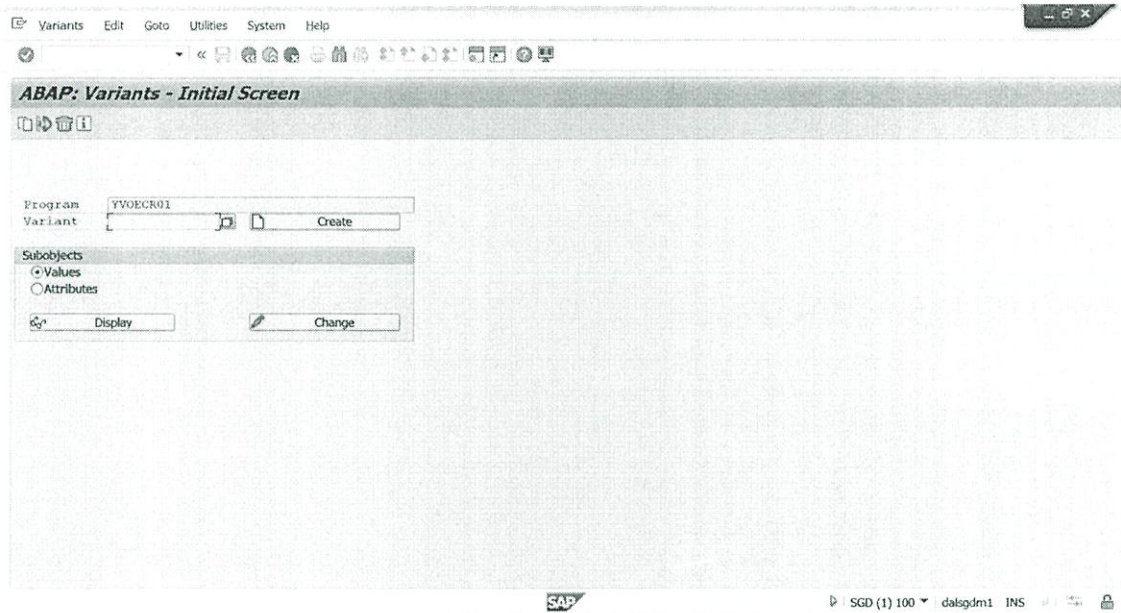 Variants Edit Goto Utilities System Help
ABAP: Variants - Initial Screen
Program YVOECR01
Variant Create
Subobjects
Values
Attributes
Display Change
SAP SGD (1) 100 dalsgdm1 INS